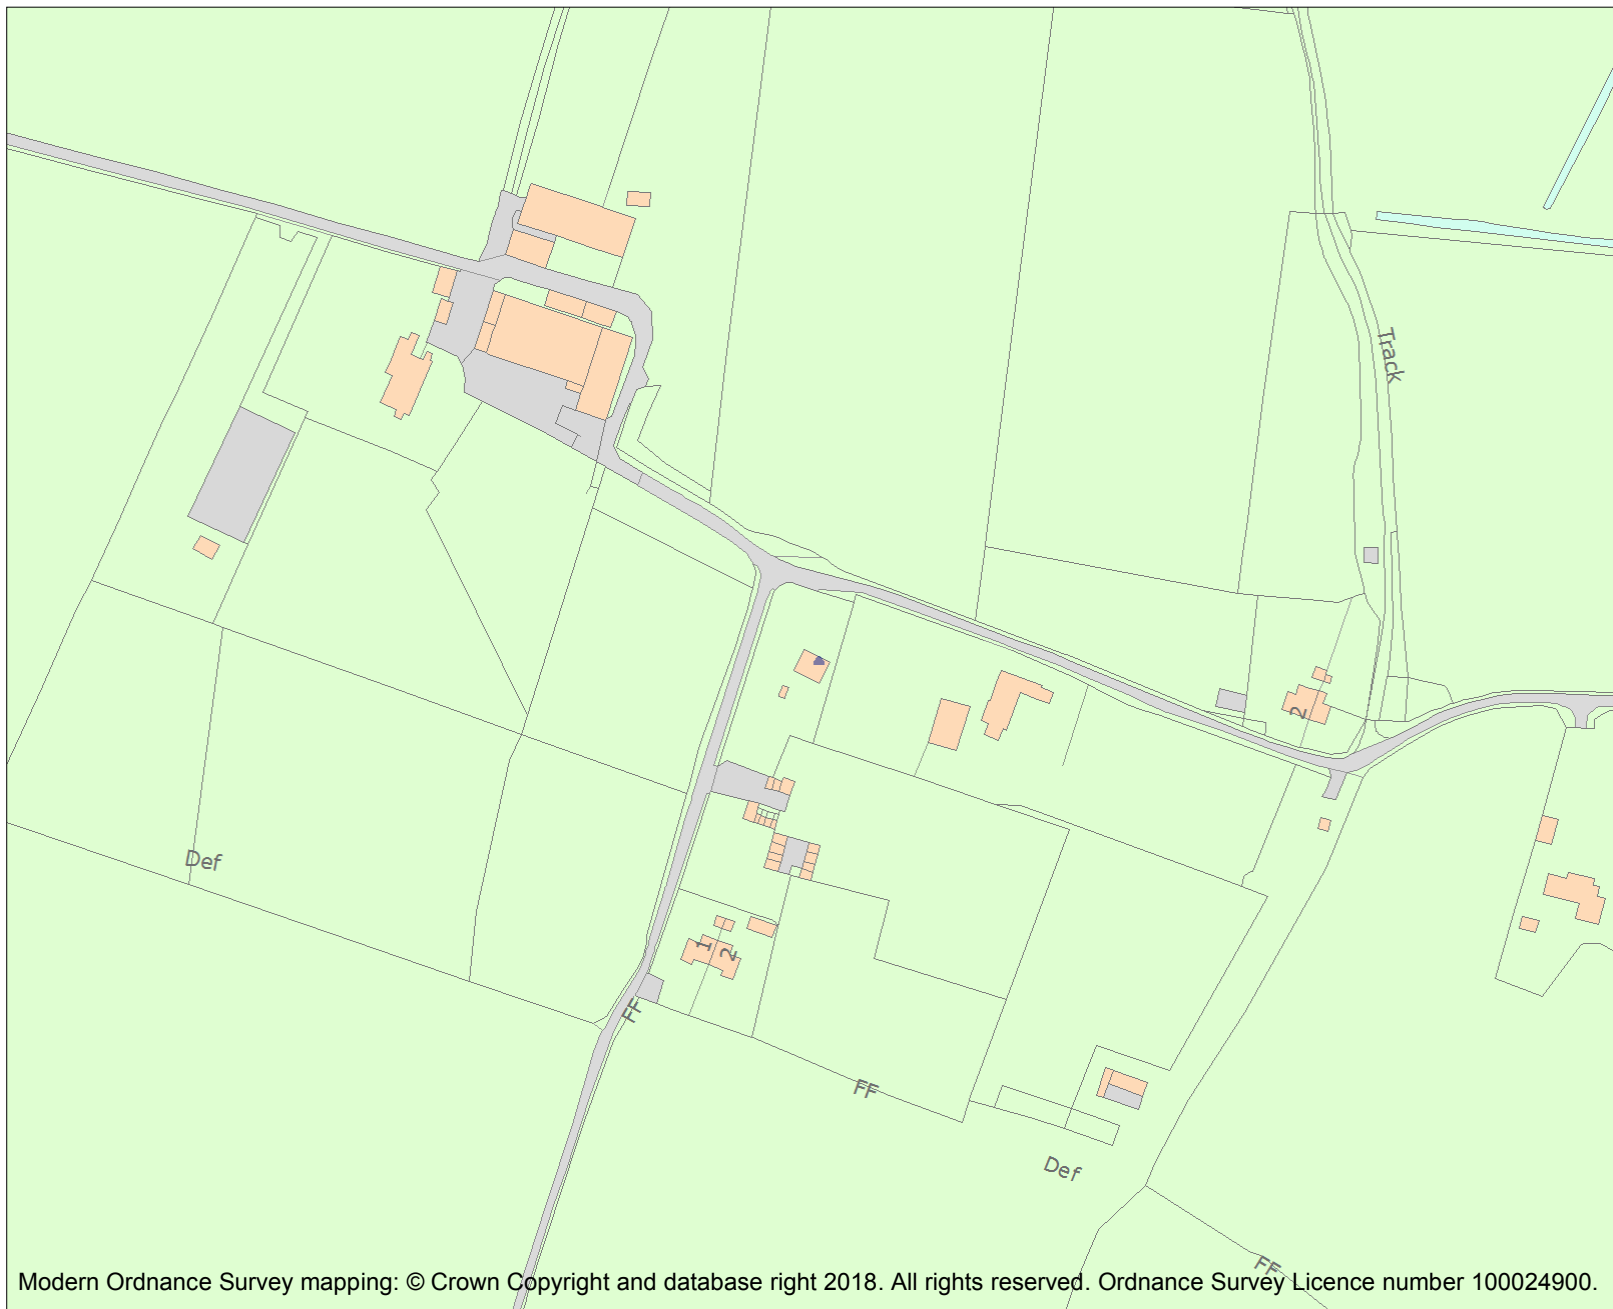 Track
2
Def
1
2
FF
FF
Def
FF
Modern Ordnance Survey mapping: © Crown Copyright and database right 2018. All rights reserved. Ordnance Survey Licence number 100024900.